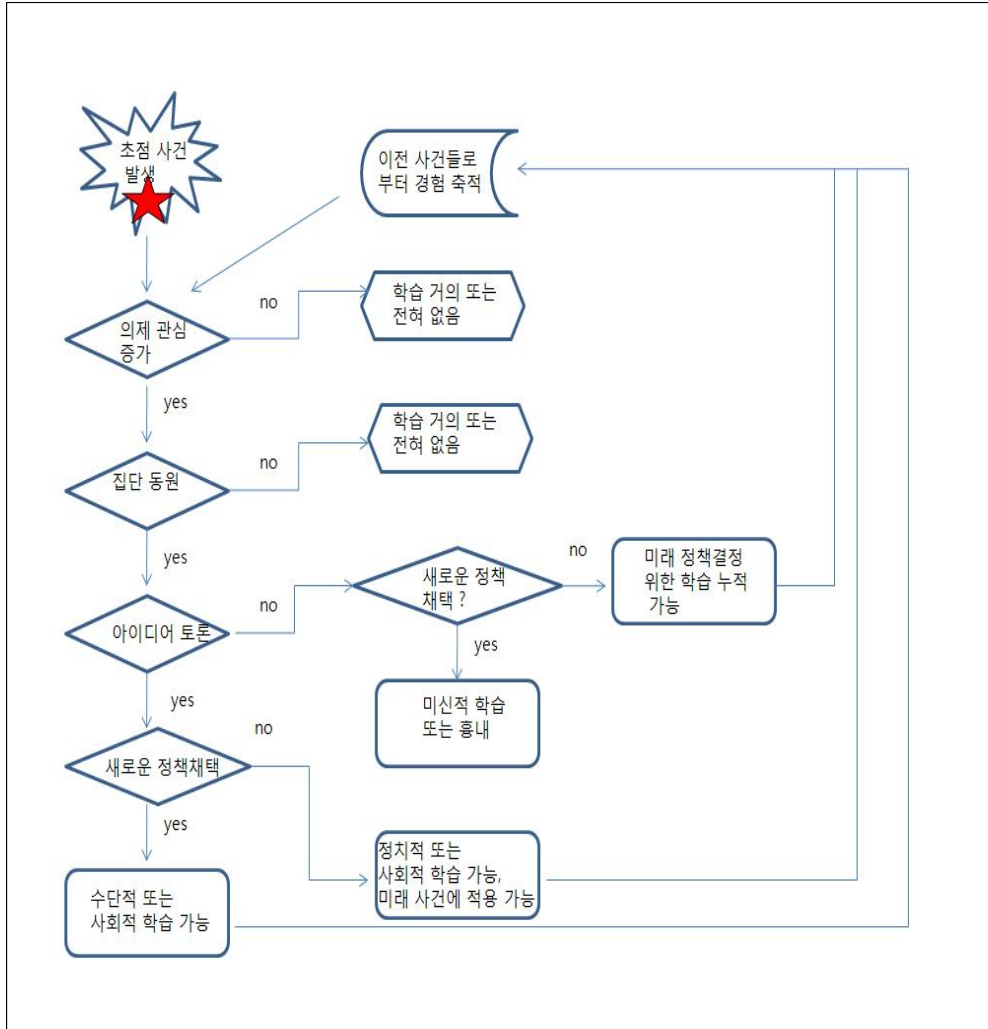 초점 사건
발생
이전 사건들로
부터 경험 축적
no
학습 거의 또는
전혀 없음
의제 관심
증가
yes
학습 거의 또는
전혀 없음
no
집단 동원
yes
새로운 정책
채택 ?
no
미래 정책결정
위한 학습 누적
가능
no
아이디어 토론
yes
미신적 학습
또는 흉내
yes
no
새로운 정책채택
yes
정치적 또는
사회적 학습 가능,
미래 사건에 적용 가능
수단적 또는
사회적 학습 가능